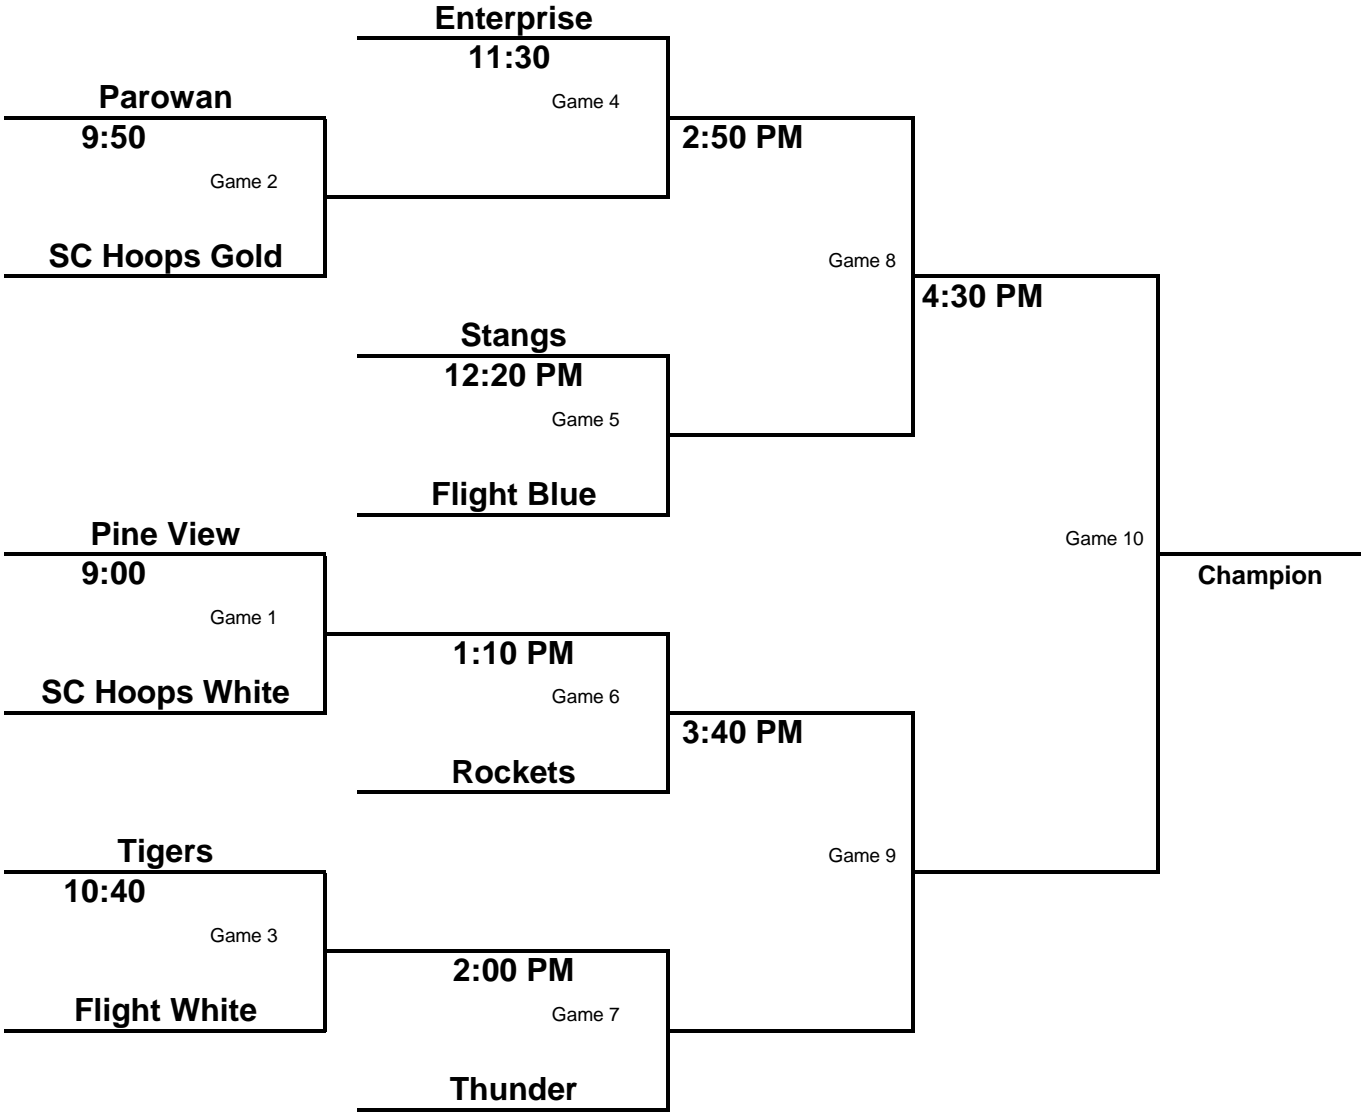 Enterprise
11:30
Game 4
Parowan
9:50
Game 2
SC Hoops Gold
2:50 PM
Game 8
4:30 PM
Stangs
12:20 PM
Game 5
Flight Blue
Pine View
9:00
Game 1
SC Hoops White
1:10 PM
Game 6
Rockets
3:40 PM
Game 10
Champion
Tigers
10:40
Game 3
Flight White
2:00 PM
Game 7
Thunder
Game 9